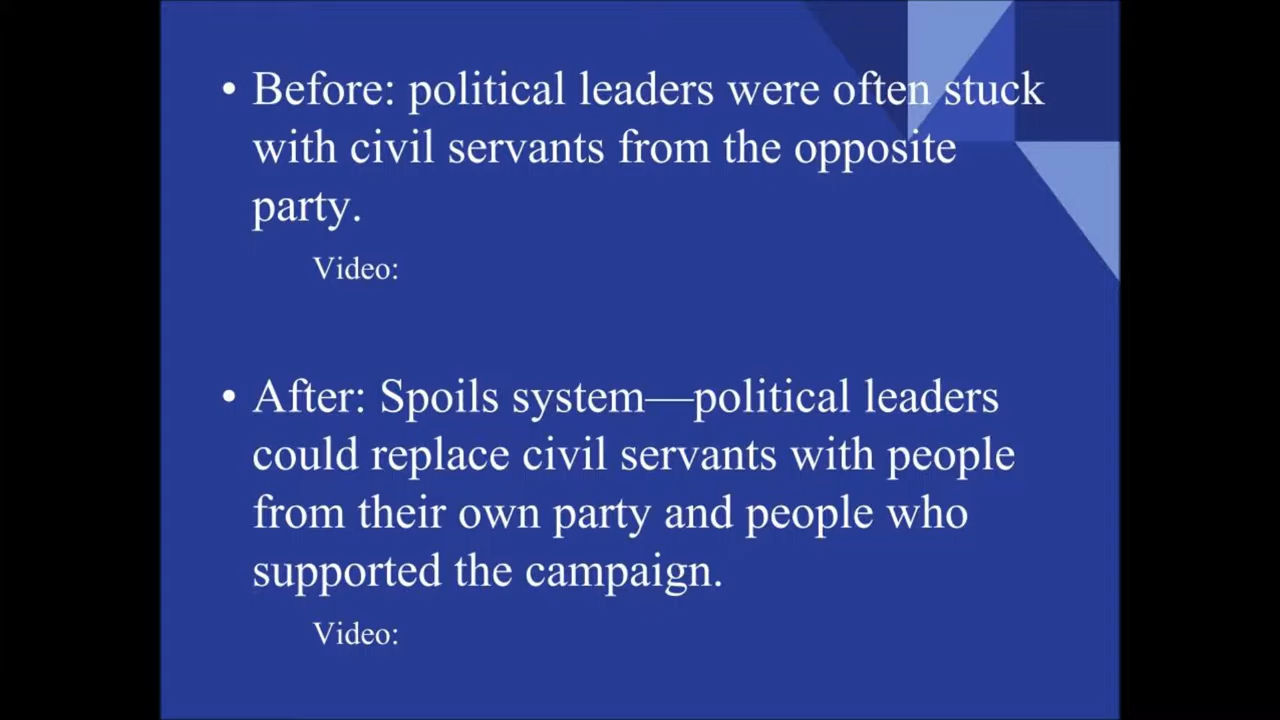 • Before: political leaders were often stuck
with civil servants from the opposite
party.
Video:
• After: Spoils system—political leaders
could replace civil servants with people
from their own party and people who
supported the campaign.
Video: